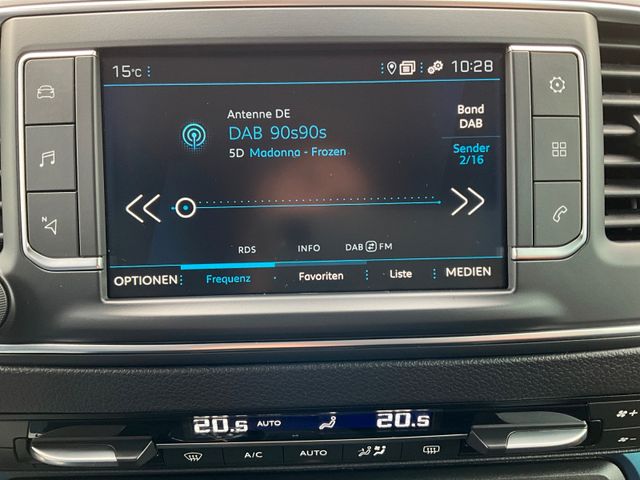 15°C
10:28
Antenne DE
DAB 90s90s
5D Madonna - Frozen
Band
DAB
Sender
2/16
RDS INFO DAB FM
OPTIONEN Frequenz Favoriten Liste MEDIEN
N
20.5 AUTO 20.5
A/C AUTO